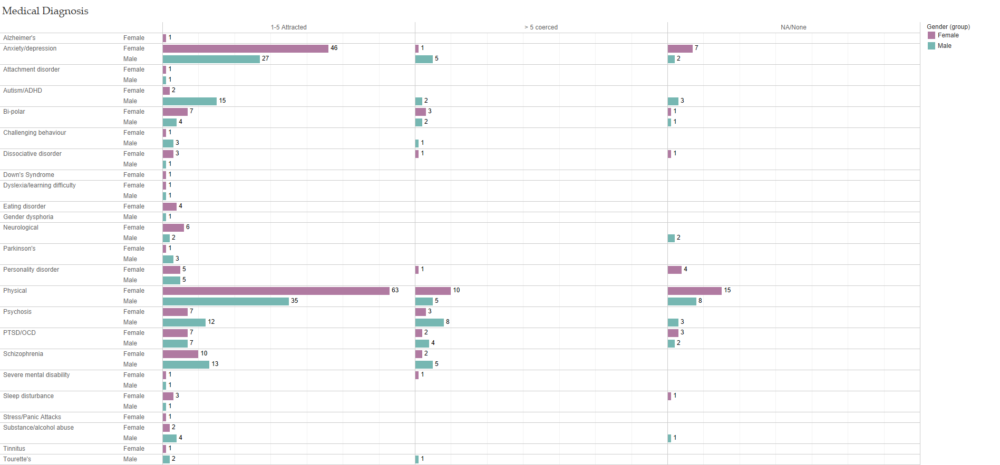 Medical Diagnosis
1-5 Attracted > 5 coerced NA/None Gender (group)
Female
Male
Alzheimer's Female 1
Anxiety/depression Female 46 1 7
Male 27 5 2
Attachment disorder Female 1
Male 1
Autism/ADHD Female 2
Male 15 2 3
Bi-polar Female 7 3 1
Male 4 2 1
Challenging behaviour Female 1
Male 3 1
Dissociative disorder Female 3 1 1
Male 1
Down's Syndrome Female 1
Dyslexia/learning difficulty Female 1
Male 1
Eating disorder Female 4
Gender dysphoria Male 1
Neurological Female 6
Male 2 2
Parkinson's Female 1
Male 3
Personality disorder Female 5 1 4
Male 5
Physical Female 63 10 15
Male 35 5 8
Psychosis Female 7 3
Male 12 8 3
PTSD/OCD Female 7 2 3
Male 7 4 2
Schizophrenia Female 10 2
Male 13 5
Severe mental disability Female 1 1
Male 1
Sleep disturbance Female 3 1
Male 1
Stress/Panic Attacks Female 1
Substance/alcohol abuse Female 2
Male 4 1
Tinnitus Female 1
Tourette's Male 2 1